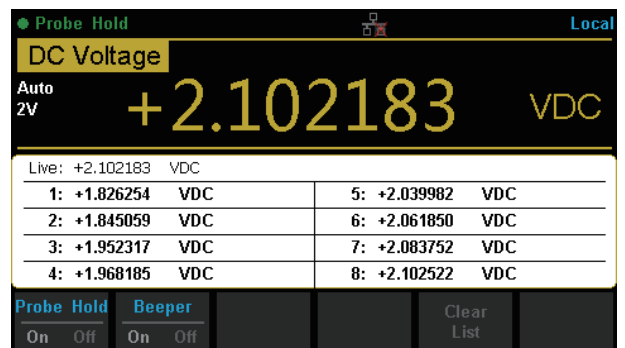 Probe Hold Local
DC Voltage
Auto
2V
+2.102183 VDC
Live: +2.102183 VDC
1: +1.826254 VDC 5: +2.039982 VDC
2: +1.845059 VDC 6: +2.061850 VDC
3: +1.952317 VDC 7: +2.083752 VDC
4: +1.968185 VDC 8: +2.102522 VDC
Probe Hold Beeper Clear
On Off On Off List